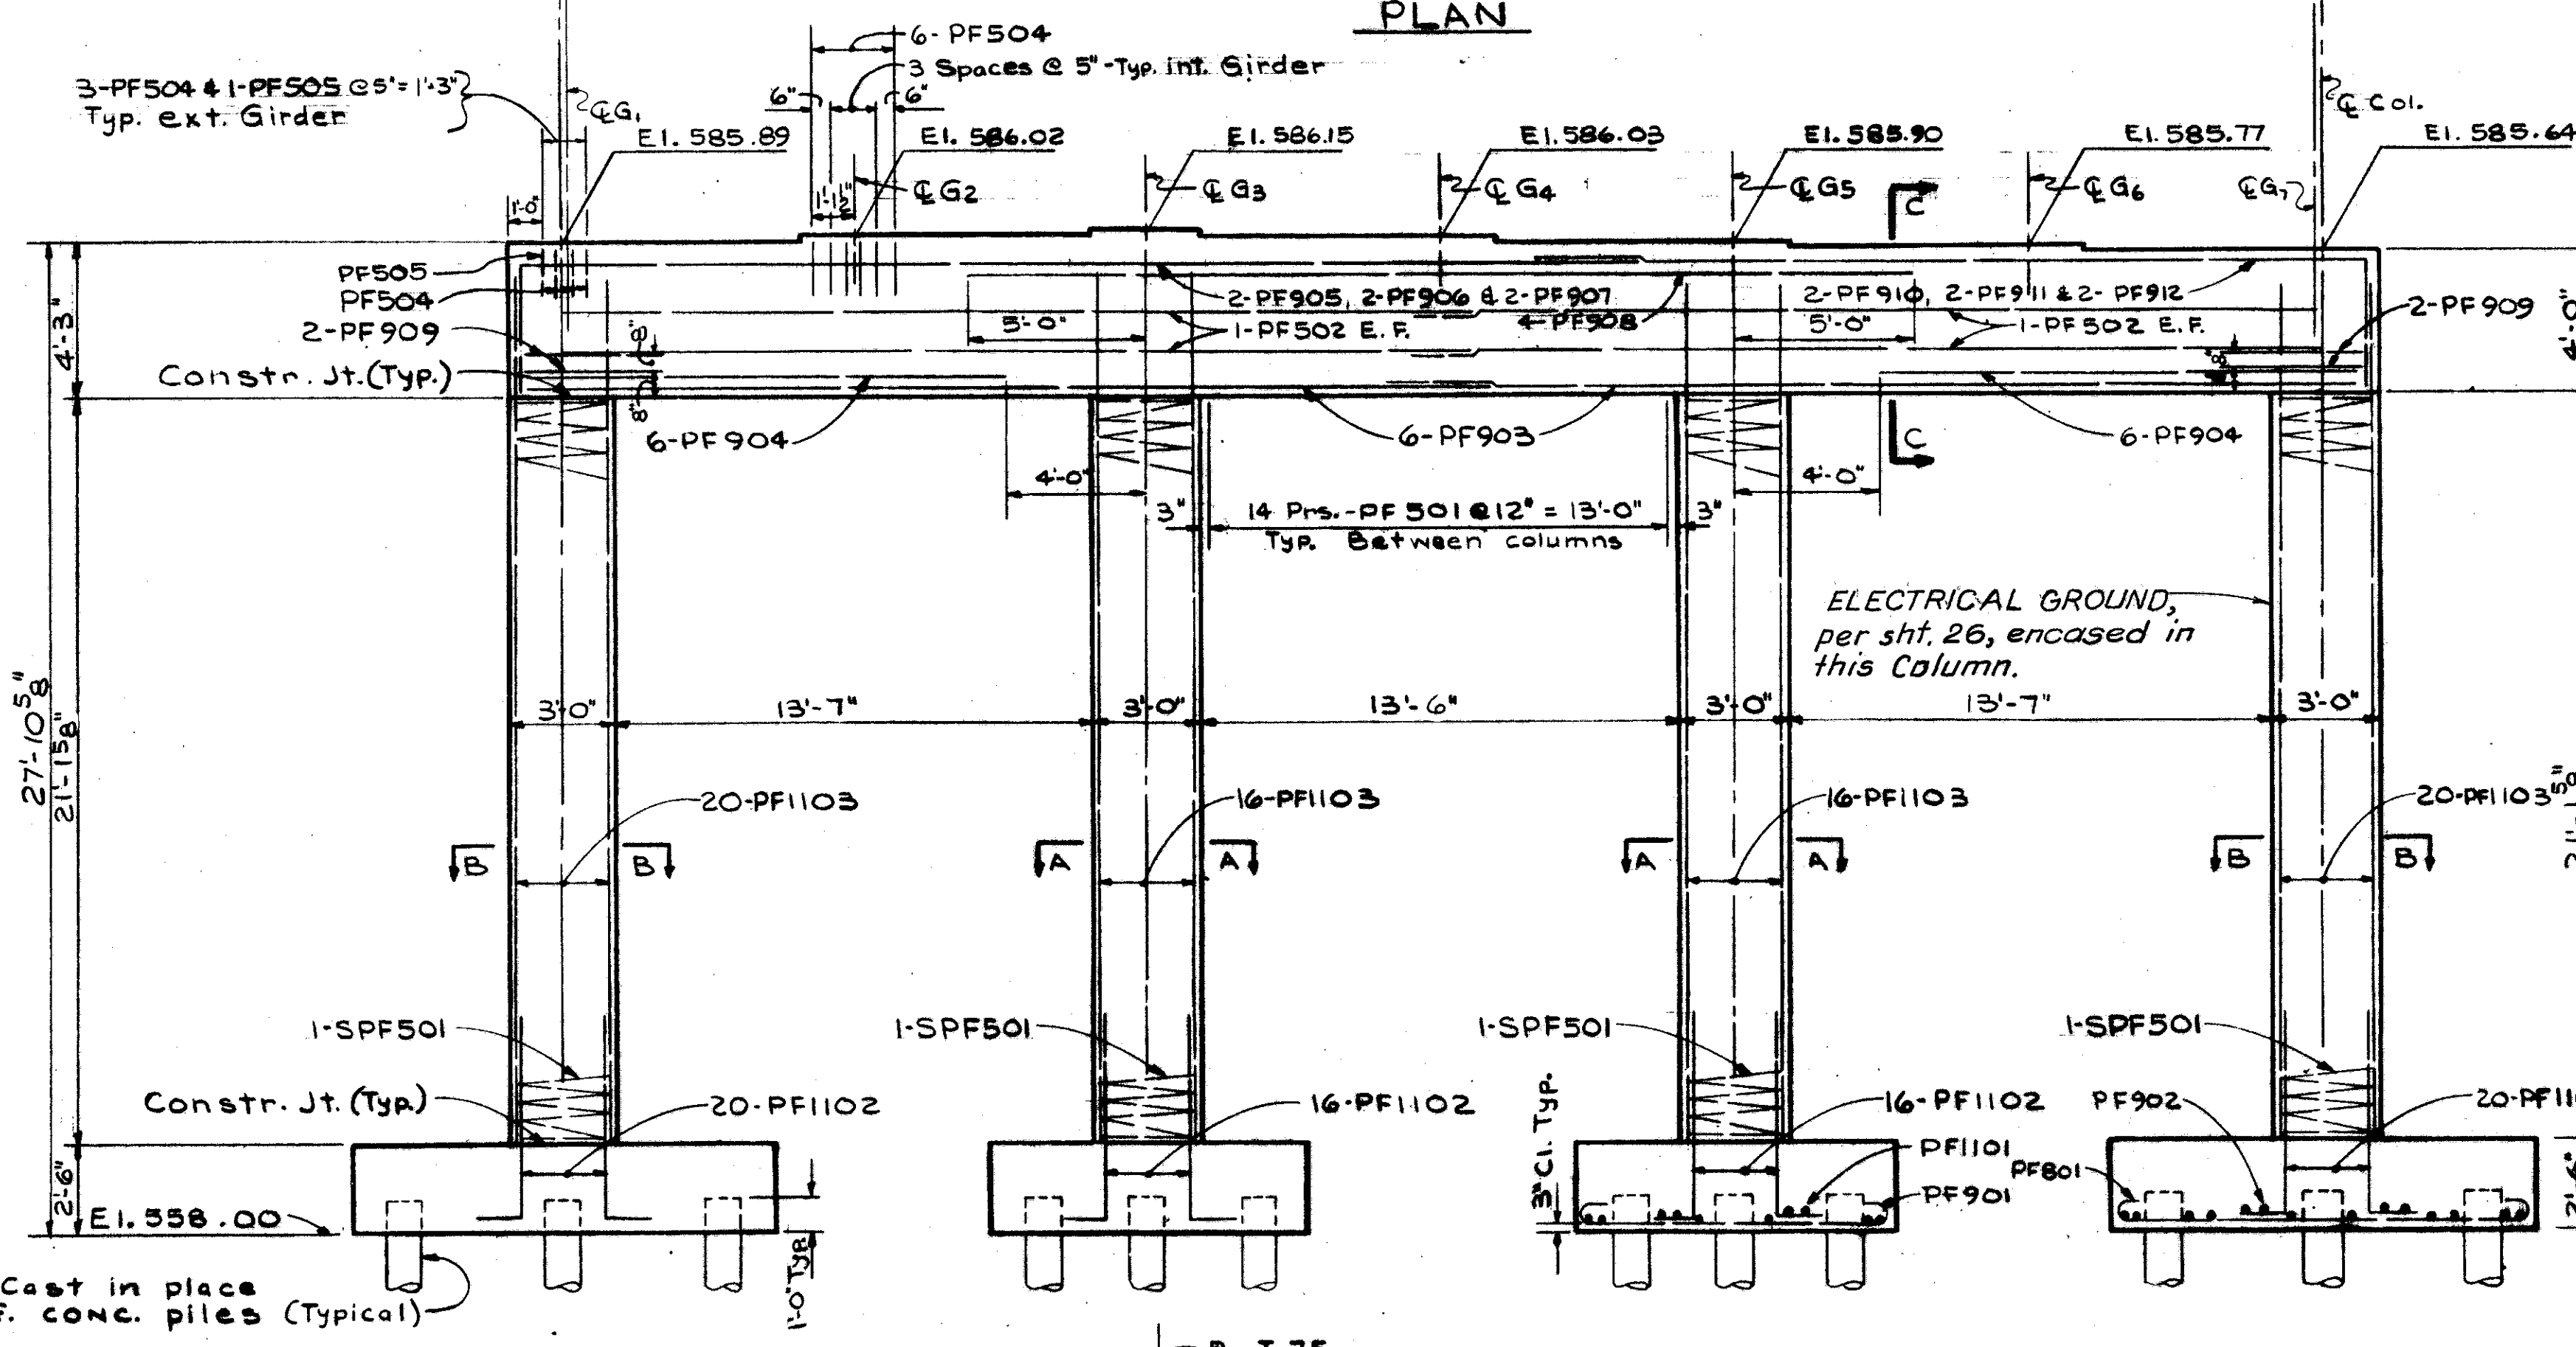 PLAN
6-PF504
3 Spaces @ 5"-Typ. int. Girder
3-PF504 & 1-PF505 @5"=1'-3"
Typ. ext. Girder
6"
6"
℄G1
℄ Col.
El. 585.89
El. 586.02
El. 586.15
El. 586.03
El. 585.90
El. 585.77
El. 585.64
℄ G2
℄ G3
℄ G4
℄ G5
℄ G6
℄ G7
1'-0"
1'-1½"
C
PF505
PF504
2-PF909
Constr. Jt. (Typ.)
8"
8"
2-PF905, 2-PF906 & 2-PF907
4-PF908
2-PF910, 2-PF911 & 2-PF912
2-PF909
5'-0"
1-PF502 E.F.
5'-0"
1-PF502 E.F.
8"
4'-3"
4'-0"
6-PF904
6-PF903
C
6-PF904
4'-0"
4'-0"
3"
14 Prs.-PF 501 @12" = 13'-0"
3"
Typ. Between columns
ELECTRICAL GROUND,
per sht. 26, encased in
this Column.
27'-10⅝"
21'-1⅝"
3'-0"
13'-7"
3'-0"
13'-6"
3'-0"
13'-7"
3'-0"
20-PF1103
16-PF1103
16-PF1103
20-PF1103
B
B
A
A
A
A
B
B
1-SPF501
1-SPF501
1-SPF501
1-SPF501
Constr. Jt. (Typ.)
20-PF1102
16-PF1102
3" Cl. Typ.
16-PF1102
PF902
PF1101
PF801
PF901
2'-6"
2'-6"
El. 558.00
1'-0" Typ.
Cast in place
CONC. piles (Typical)